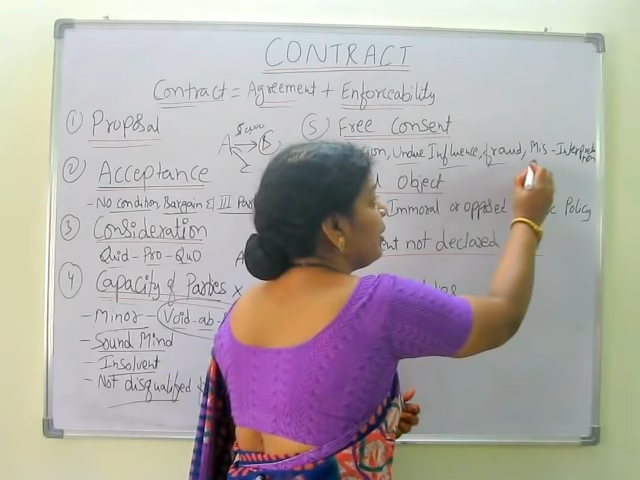 CONTRACT
Contract = Agreement + Enforceability
① Proposal
A → B
② Acceptance
- No Condition Bargain & III
③ Consideration
Quid - Pro - Quo
④ Capacity of Parties
- Minor - Void-ab-
- Sound Mind
- Insolvent
- Not disqualified
⑤ Free Consent
, Undue Influence, fraud, Mis-Interpretation
Object
Immoral or opposed Policy
not declared